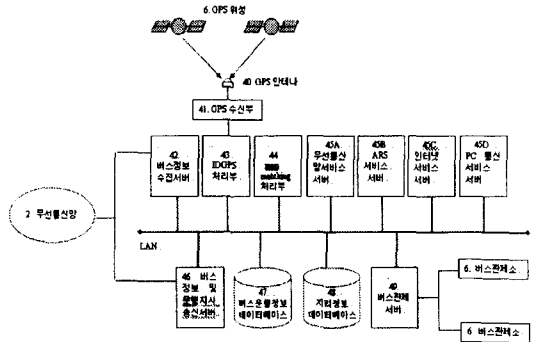 6. GPS 위성
40 GPS 안테나
41. GPS 수신부
42.
버스정보
수집서버
43.
IDGPS
처리부
44
matching
처리부
45A.
무선통신
망서비스
서버
45B.
ARS
서비스
서버
45C.
인터넷
서비스
서버
45D
PC 통신
서비스
서버
2. 무선통신망
LAN.
46 버스
정보 및
운행지시
송신서버
47
버스운행정보
데이터베이스
48
지리정보
데이터베이스
49
버스관제
서버
6. 버스관제소
6 버스관제소